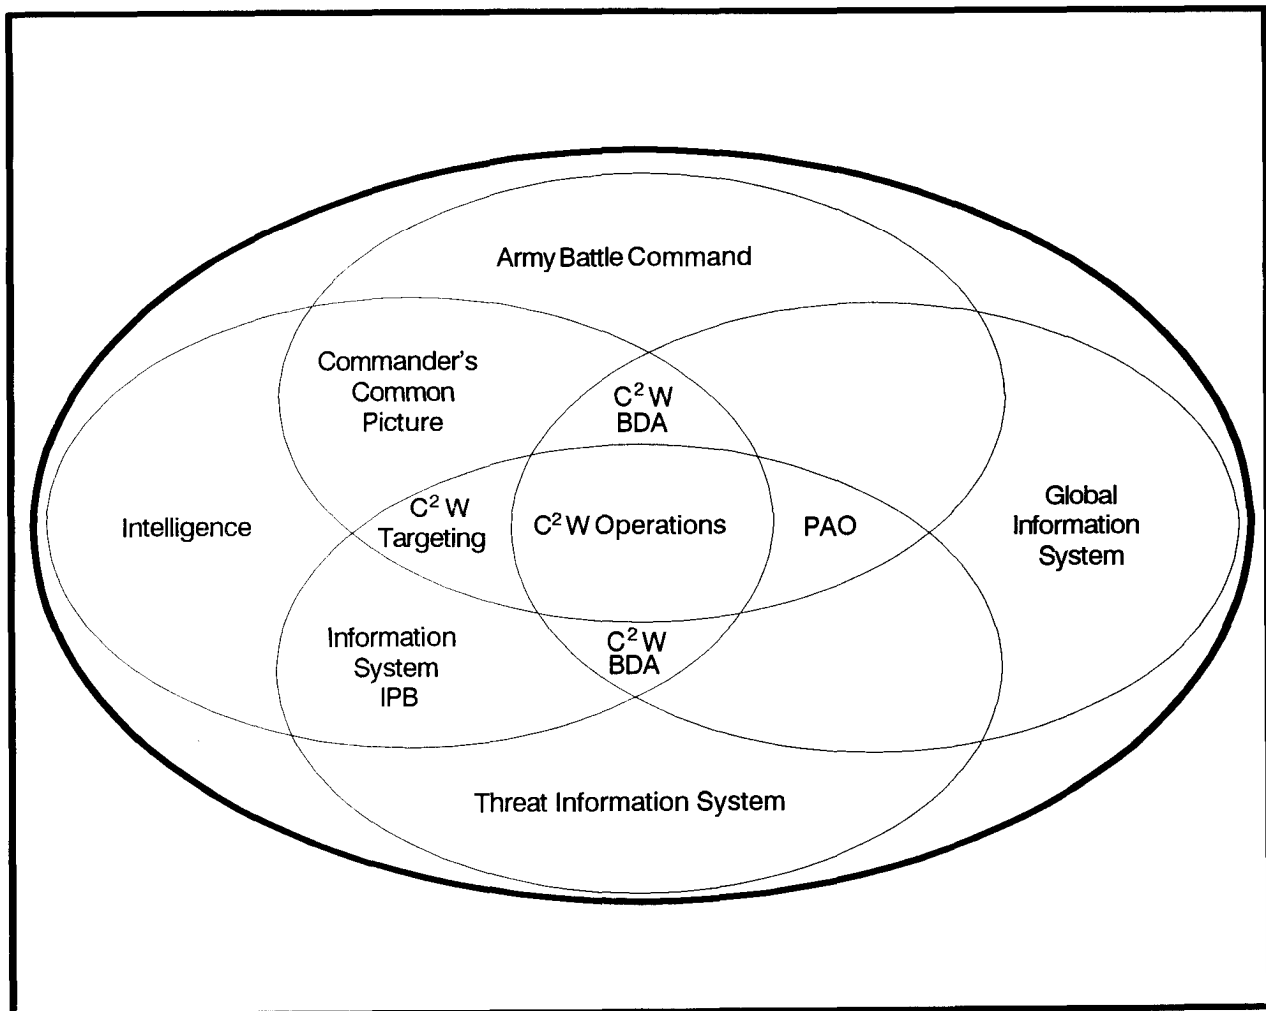 Army Battle Command
Commander's
Common
Picture
C² W
BDA
Intelligence
C² W
Targeting
C² W Operations
PAO
Global
Information
System
Information
System
IPB
C² W
BDA
Threat Information System